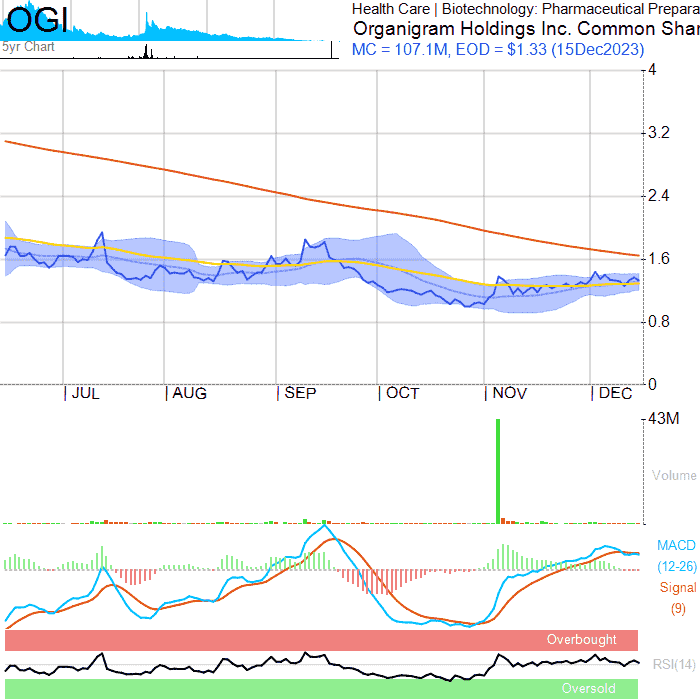 OGI
5yr Chart
Health Care | Biotechnology: Pharmaceutical Prepara
Organigram Holdings Inc. Common Shar
MC = 107.1M, EOD = $1.33 (15Dec2023)
4
3.2
2.4
1.6
0.8
0
JUL AUG SEP OCT NOV DEC
43M
Volume
MACD
(12-26)
Signal
(9)
Overbought
RSI(14)
Oversold